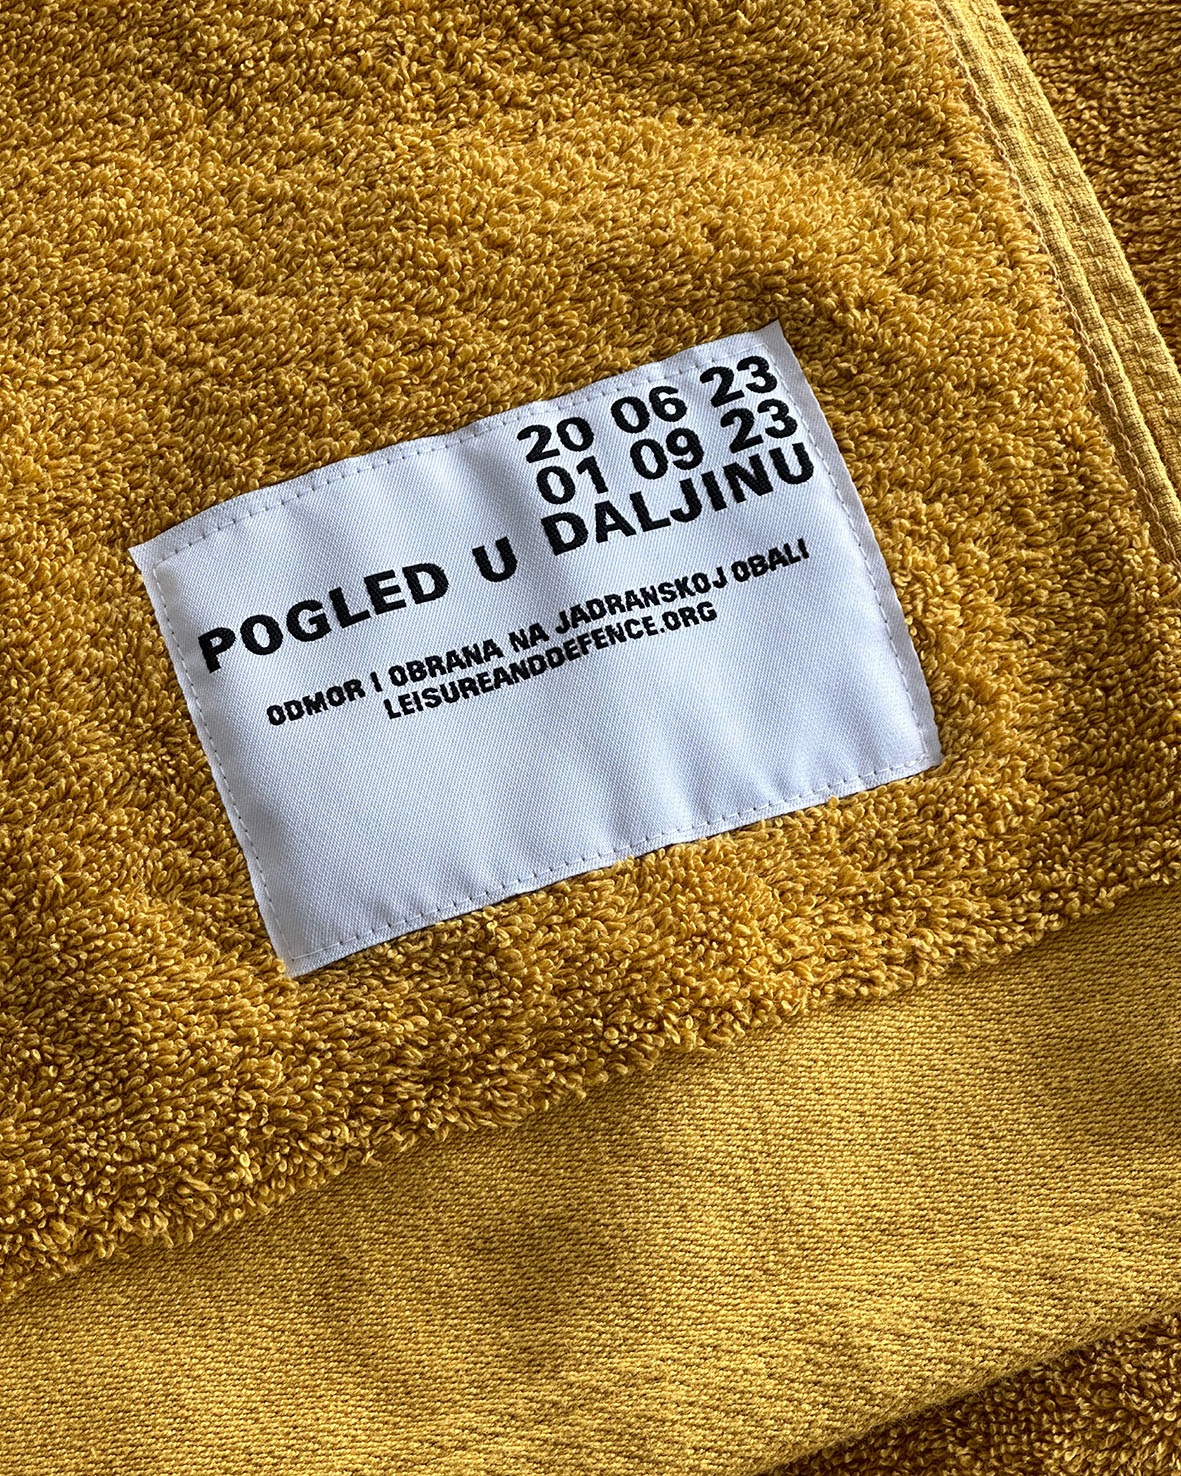 20 06 23
01 09 23
POGLED U DALJINU
ODMOR I OBRANA NA JADRANSKOJ OBALI
LEISUREANDDEFENCE.ORG